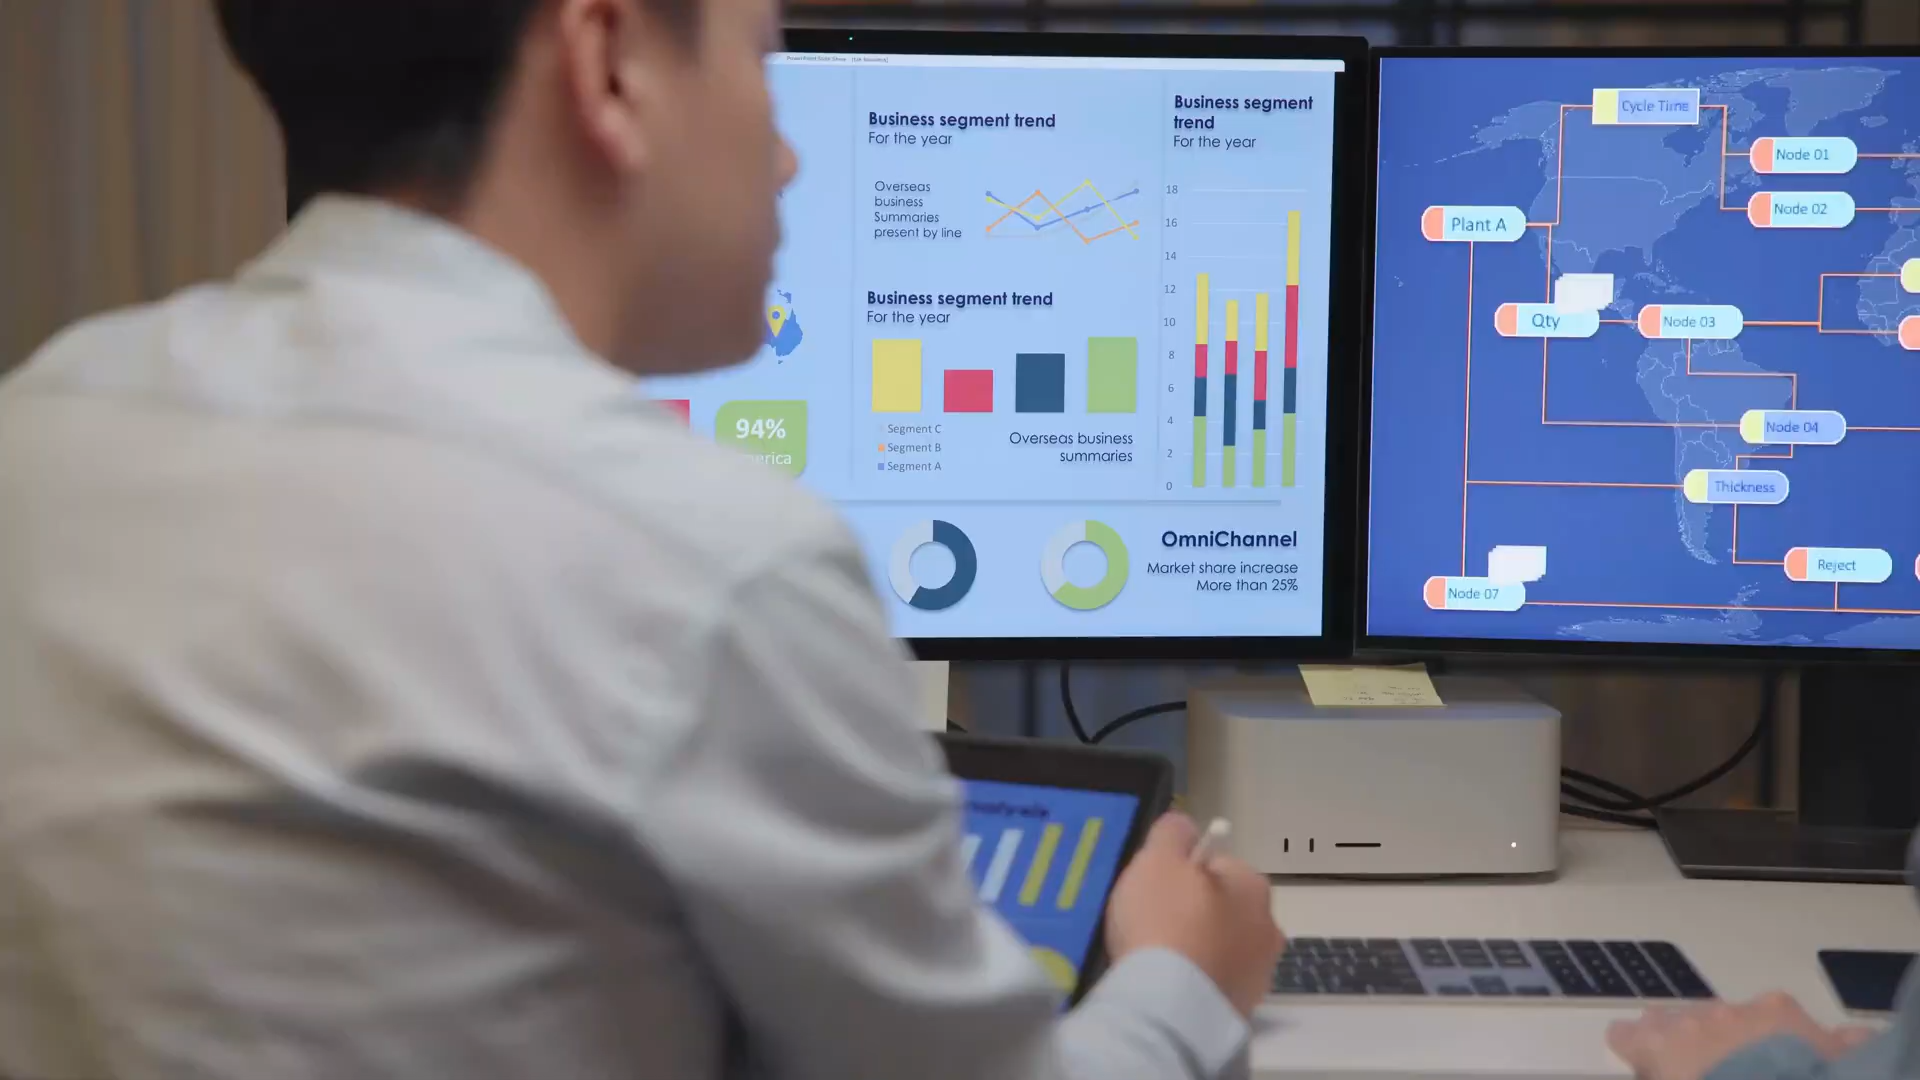 PowerPoint Slide Show
Business segment trend
For the year
Overseas
business
Summaries
present by line
Business segment trend
For the year
Segment C
Segment B
Segment A
Overseas business
summaries
94%
Business segment
trend
For the year
18
16
14
12
10
8
6
4
2
0
OmniChannel
Market share increase
More than 25%
Cycle Time
Node 01
Node 02
Plant A
Qty
Node 03
Node 04
Thickness
Reject
Node 07